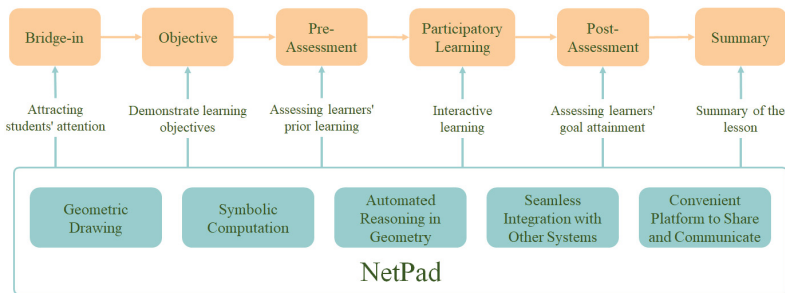 Bridge-in
Objective
Pre-
Assessment
Participatory
Learning
Post-
Assessment
Summary
Attracting
students' attention
Demonstrate learning
objectives
Assessing learners'
prior learning
Interactive
learning
Assessing learners'
goal attainment
Summary of the
lesson
Geometric
Drawing
Symbolic
Computation
Automated
Reasoning in
Geometry
Seamless
Integration with
Other Systems
Convenient
Platform to Share
and Communicate
NetPad